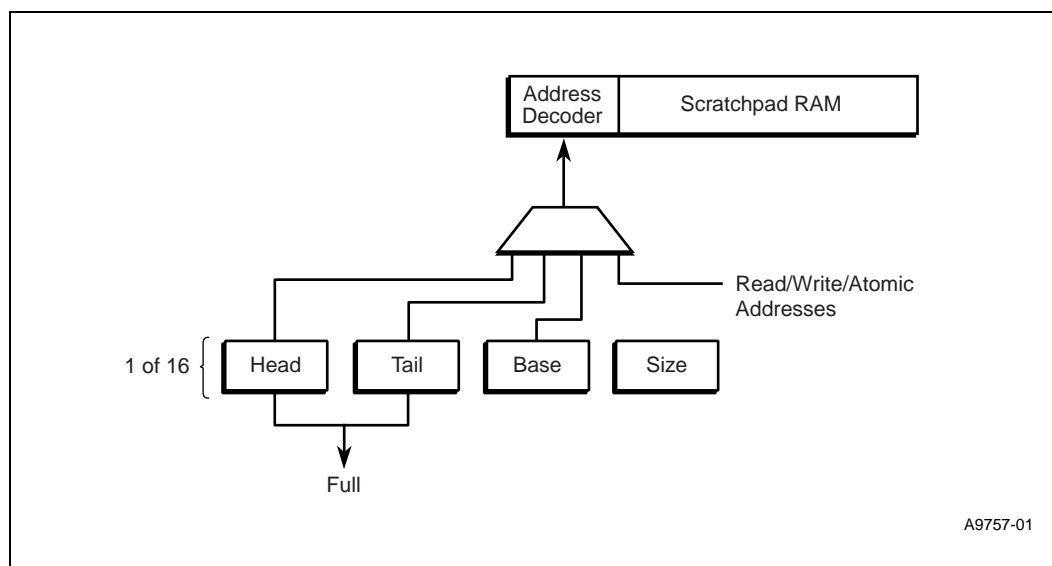 Address
Decoder
Scratchpad RAM
Read/Write/Atomic
Addresses
1 of 16
Head
Tail
Base
Size
Full
A9757-01